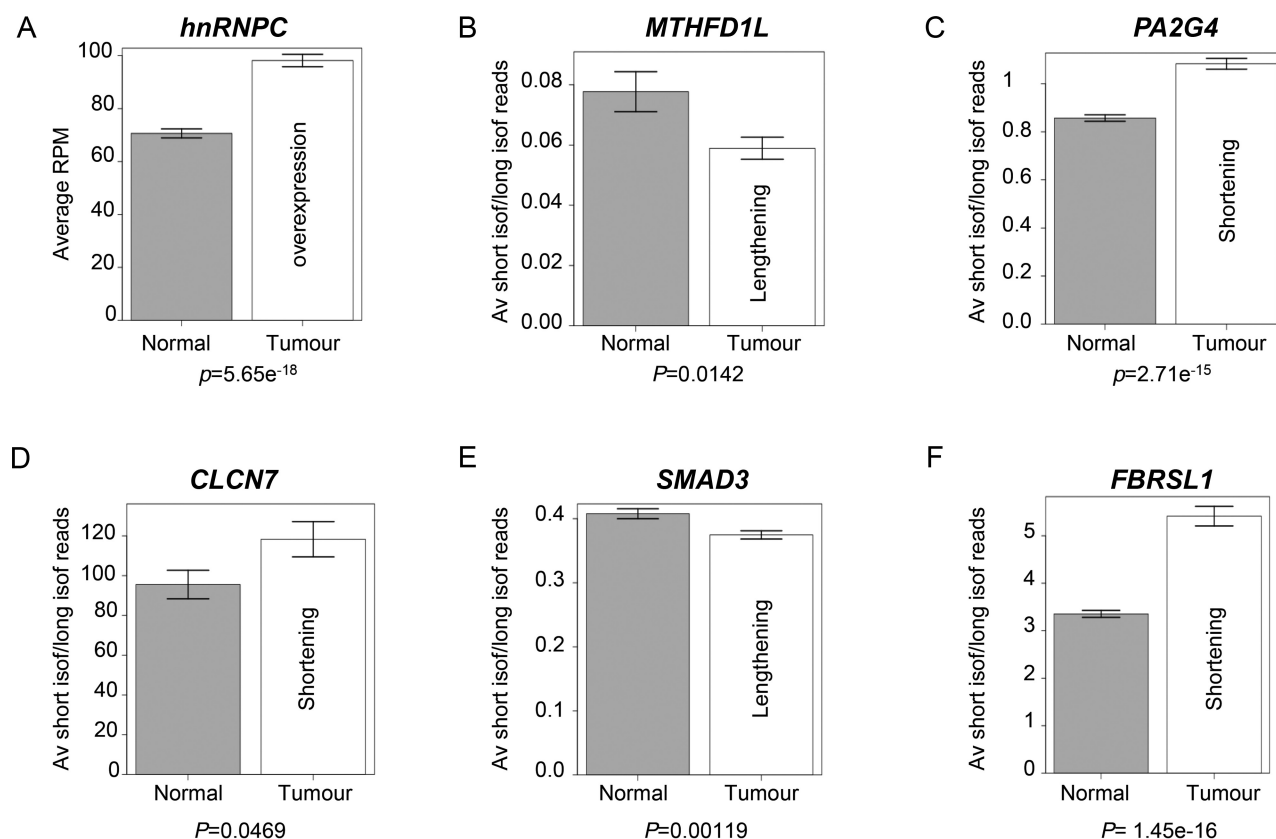 A
hnRNPC
Average RPM
100
80
60
40
20
0
overexpression
Normal Tumour
p=5.65e-18
B
MTHFD1L
Av short isof/long isof reads
0.08
0.06
0.04
0.02
0.00
Lengthening
Normal Tumour
P=0.0142
C
PA2G4
Av short isof/long isof reads
1
0.8
0.6
0.4
0.2
0.0
Shortening
Normal Tumour
p=2.71e-15
D
CLCN7
Av short isof/long isof reads
120
100
80
60
40
20
0
Shortening
Normal Tumour
P=0.0469
E
SMAD3
Av short isof/long isof reads
0.4
0.3
0.2
0.1
0.0
Lengthening
Normal Tumour
P=0.00119
F
FBRSL1
Av short isof/long isof reads
5
4
3
2
1
0
Shortening
Normal Tumour
P= 1.45e-16